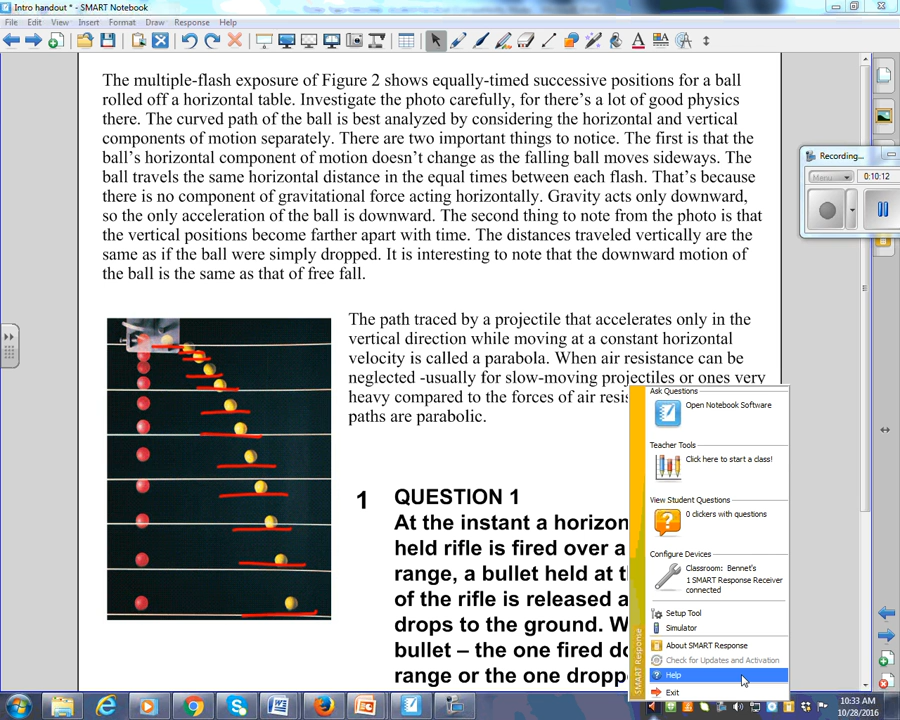 Intro handout * - SMART Notebook
File Edit View Insert Format Draw Response Help
The multiple-flash exposure of Figure 2 shows equally-timed successive positions for a ball
rolled off a horizontal table. Investigate the photo carefully, for there's a lot of good physics
there. The curved path of the ball is best analyzed by considering the horizontal and vertical
components of motion separately. There are two important things to notice. The first is that the
ball's horizontal component of motion doesn't change as the falling ball moves sideways. The
ball travels the same horizontal distance in the equal times between each flash. That's because
there is no component of gravitational force acting horizontally. Gravity acts only downward,
so the only acceleration of the ball is downward. The second thing to note from the photo is that
the vertical positions become farther apart with time. The distances traveled vertically are the
same as if the ball were simply dropped. It is interesting to note that the downward motion of
the ball is the same as that of free fall.
Recording...
Menu
0:10:12
The path traced by a projectile that accelerates only in the
vertical direction while moving at a constant horizontal
velocity is called a parabola. When air resistance can be
neglected -usually for slow-moving projectiles or ones very
heavy compared to the forces of air resis
paths are parabolic.
1 QUESTION 1
At the instant a horizon
held rifle is fired over a
range, a bullet held at t
of the rifle is released a
drops to the ground. W
bullet – the one fired do
range or the one dropp
Ask Questions
Open Notebook Software
Teacher Tools
Click here to start a class!
View Student Questions
0 clickers with questions
Configure Devices
Classroom: Bennet's
1 SMART Response Receiver
connected
Setup Tool
Simulator
About SMART Response
Check for Updates and Activation
Help
Exit
SMART Response
10:33 AM
10/28/2016